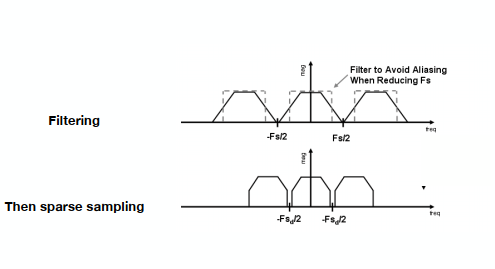 mag
Filter to Avoid Aliasing
When Reducing Fs
Filtering
-Fs/2
Fs/2
freq
mag
Then sparse sampling
-Fsd/2
-Fsd/2
freq